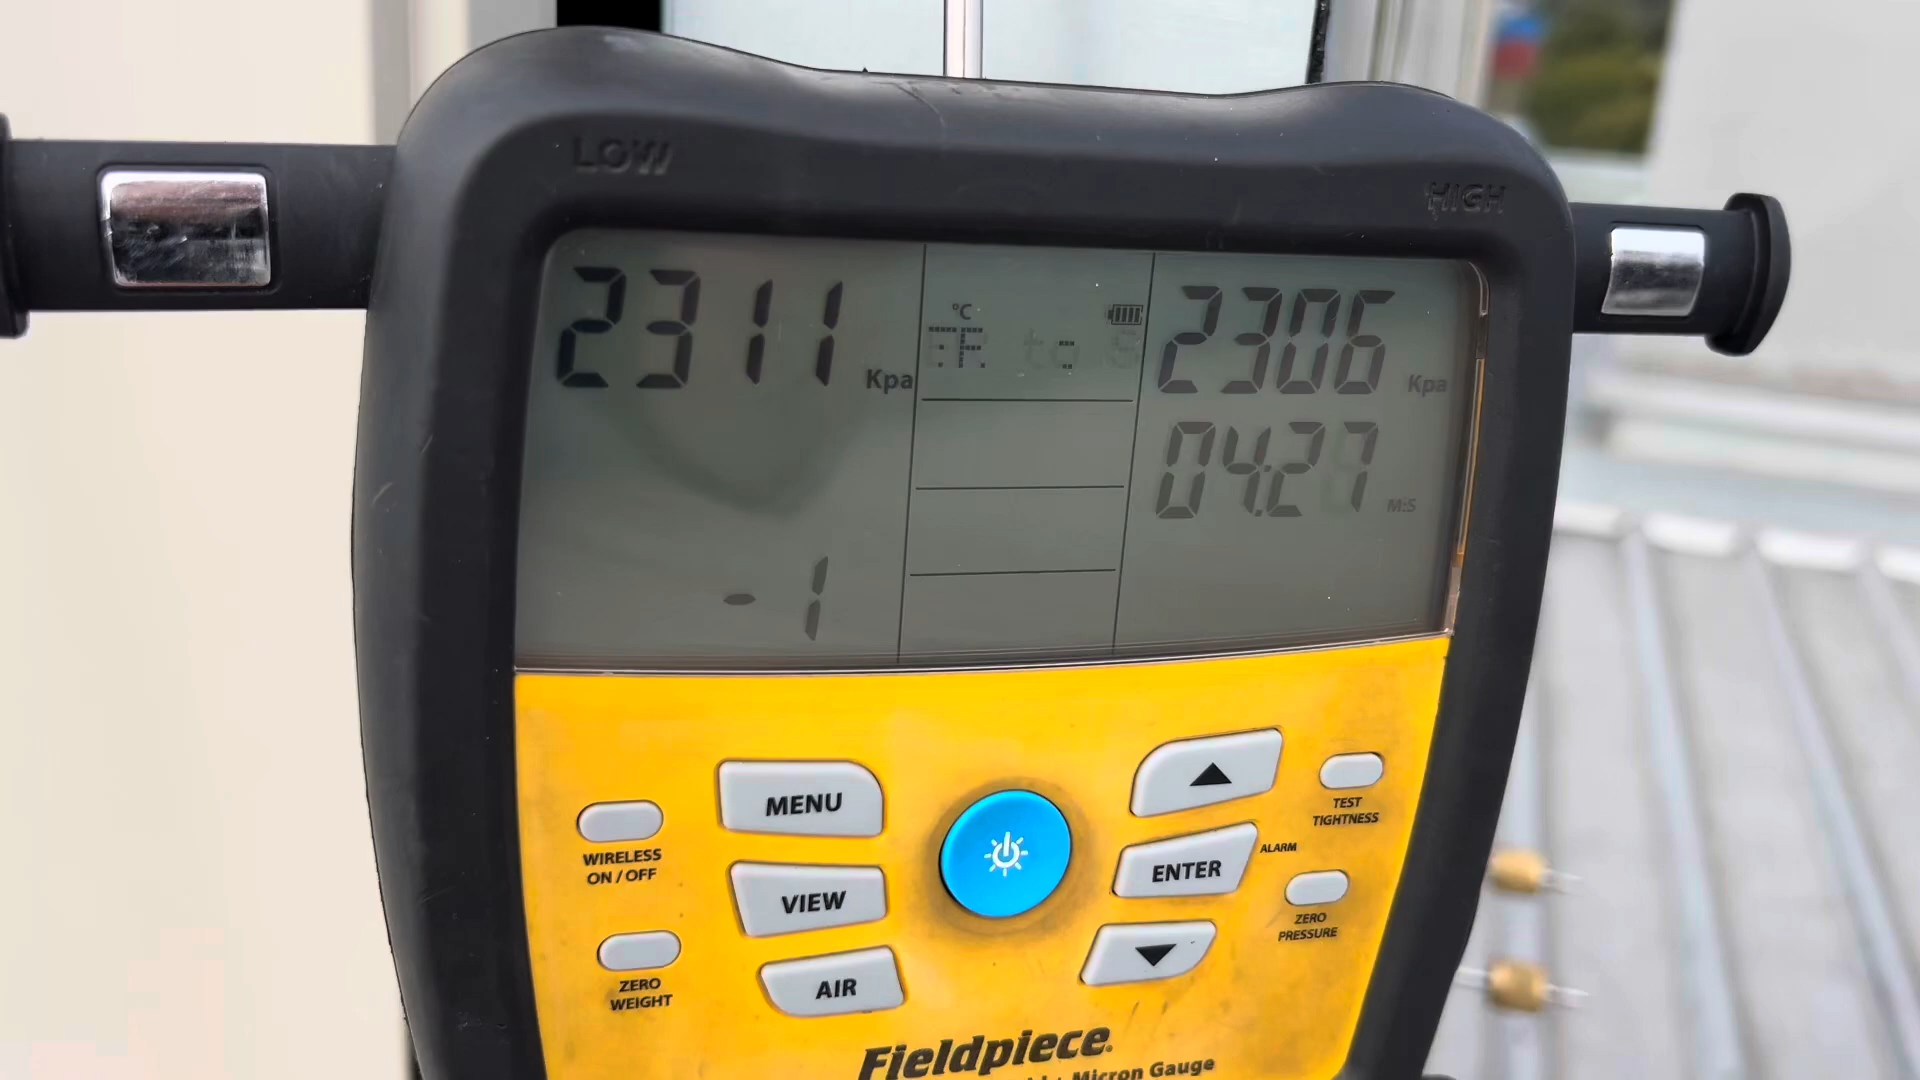 LOW
HIGH
2311 Kpa
°C
2306 Kpa
04:27 M:S
-1
MENU
TEST TIGHTNESS
WIRELESS ON / OFF
VIEW
ENTER
ALARM
ZERO PRESSURE
ZERO WEIGHT
AIR
Fieldpiece
Micron Gauge